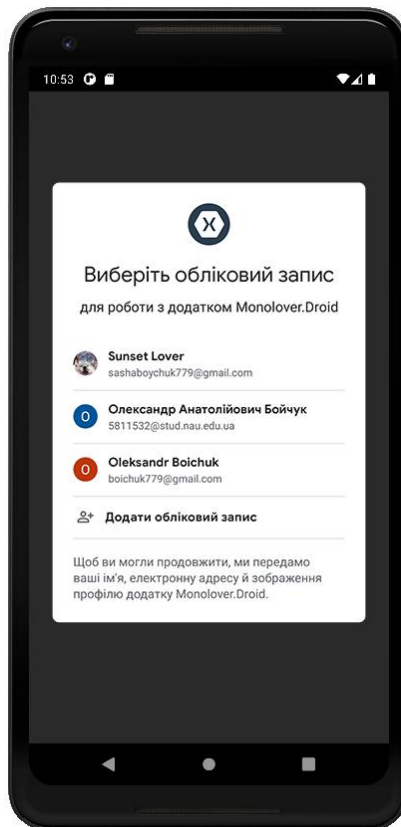 10:53
Виберіть обліковий запис
для роботи з додатком Monolover.Droid
Sunset Lover
sashaboychuk779@gmail.com
О
Олександр Анатолійович Бойчук
5811532@stud.nau.edu.ua
O
Oleksandr Boichuk
boichuk779@gmail.com
Додати обліковий запис
Щоб ви могли продовжити, ми передамо
ваші ім'я, електронну адресу й зображення
профілю додатку Monolover.Droid.